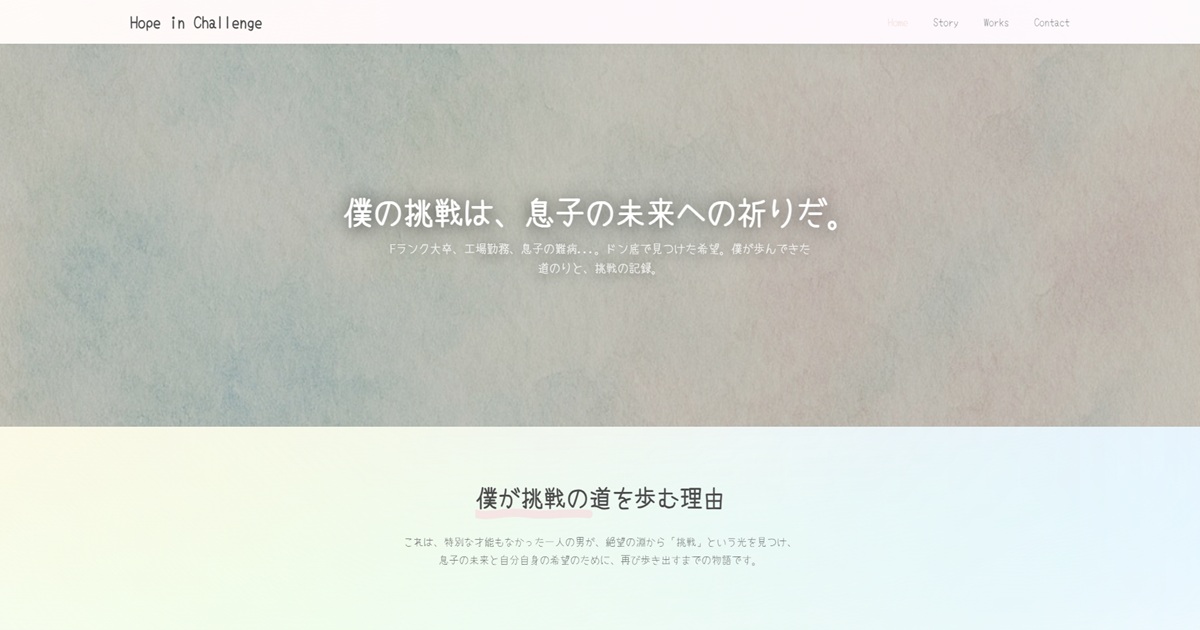 Hope in Challenge
Home Story Works Contact
僕の挑戦は、息子の未来への祈りだ。
Fランク大卒、工場勤務、息子の難病...。ドン底で見つけた希望。僕が歩んできた
道のりと、挑戦の記録。
僕が挑戦の道を歩む理由
これは、特別な才能もなかった一人の男が、絶望の淵から「挑戦」という光を見つけ、
息子の未来と自分自身の希望のために、再び歩き出すまでの物語です。